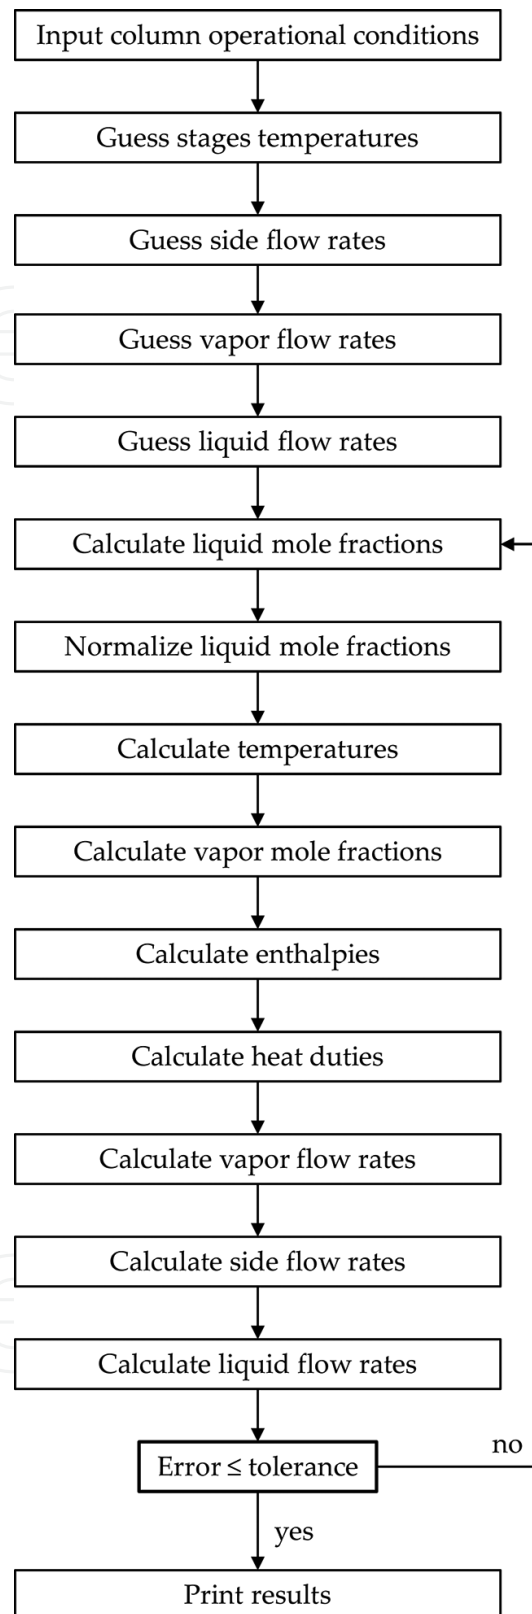 Input column operational conditions
Guess stages temperatures
Guess side flow rates
Guess vapor flow rates
Guess liquid flow rates
Calculate liquid mole fractions
Normalize liquid mole fractions
Calculate temperatures
Calculate vapor mole fractions
Calculate enthalpies
Calculate heat duties
Calculate vapor flow rates
Calculate side flow rates
Calculate liquid flow rates
no
Error ≤ tolerance
yes
Print results